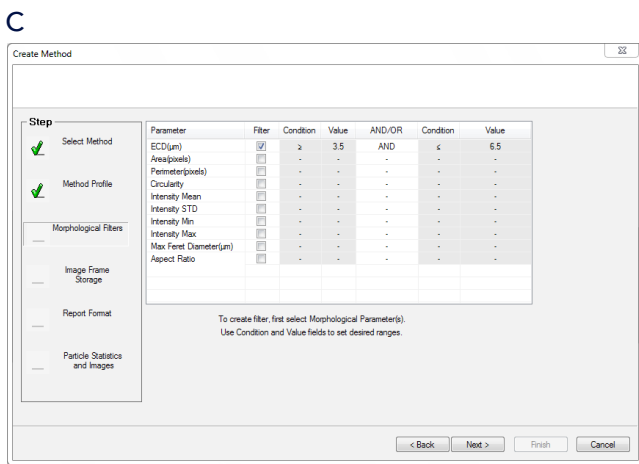 C
Create Method
Step
Select Method
Method Profile
Morphological Filters
Image Frame
Storage
Report Format
Particle Statistics
and Images
Parameter Filter Condition Value AND/OR Condition Value
ECD(µm) ≥ 3.5 AND ≤ 6.5
Area(pixels) - - - - -
Perimeter(pixels) - - - - -
Circularity - - - - -
Intensity Mean - - - - -
Intensity STD - - - - -
Intensity Min - - - - -
Intensity Max - - - - -
Max Feret Diameter(µm) - - - - -
Aspect Ratio - - - - -
To create filter, first select Morphological Parameter(s).
Use Condition and Value fields to set desired ranges.
< Back Next > Finish Cancel